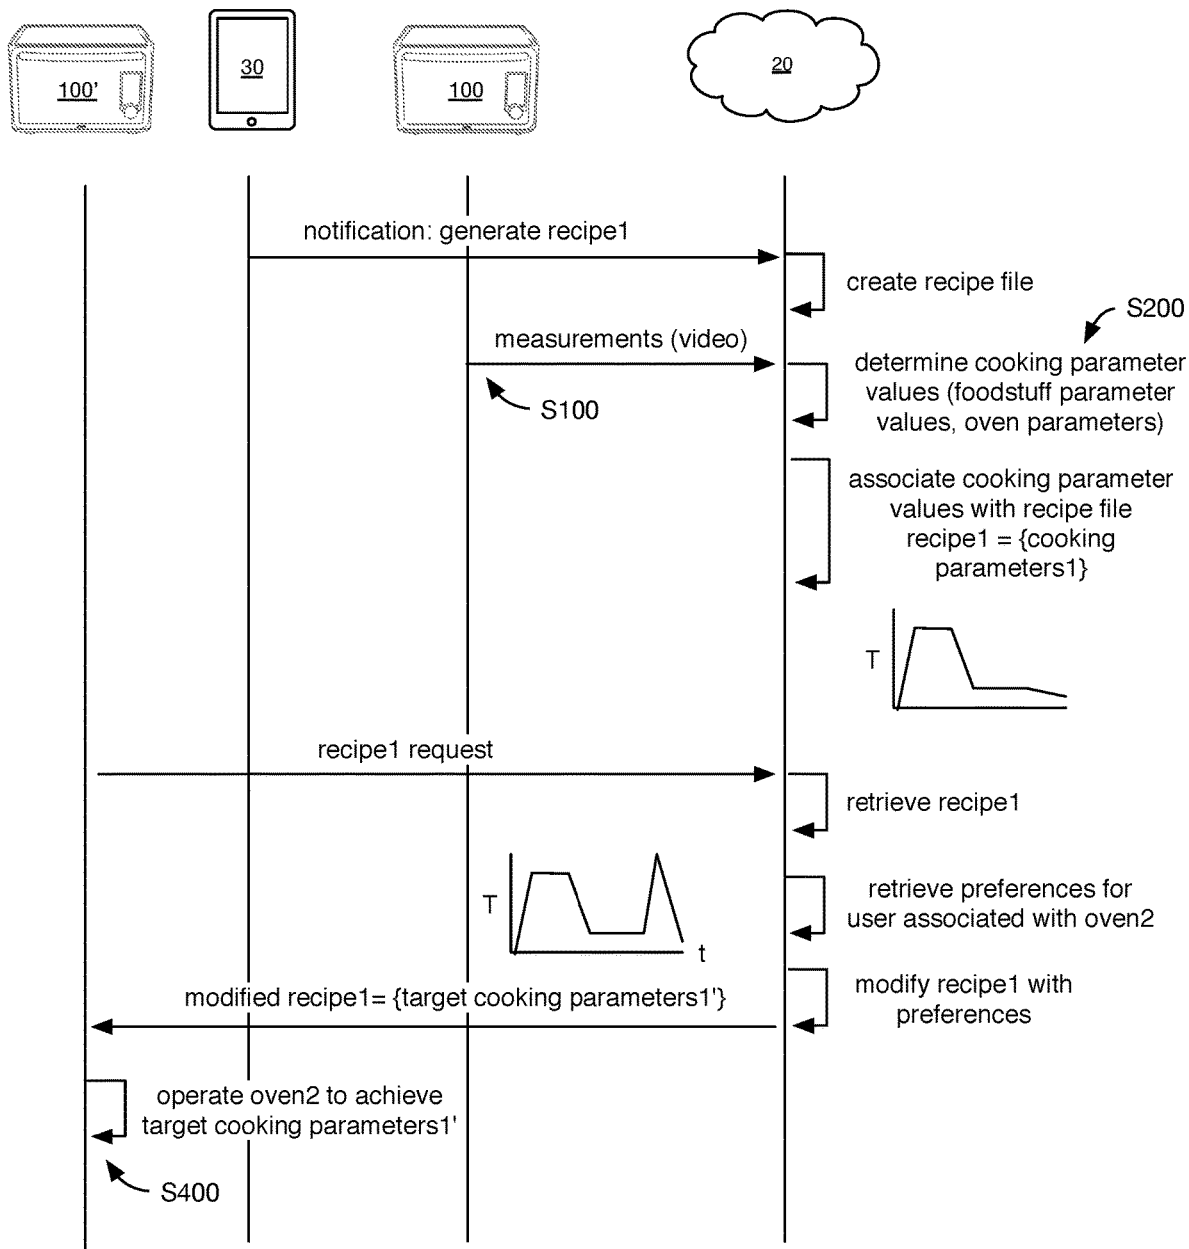 100'
30
100
20
notification: generate recipe1
create recipe file
S200
measurements (video)
determine cooking parameter
values (foodstuff parameter
values, oven parameters)
S100
associate cooking parameter
values with recipe file
recipe1 = {cooking
parameters1}
T
recipe1 request
retrieve recipe1
T
t
retrieve preferences for
user associated with oven2
modified recipe1= {target cooking parameters1'}
modify recipe1 with
preferences
operate oven2 to achieve
target cooking parameters1'
S400